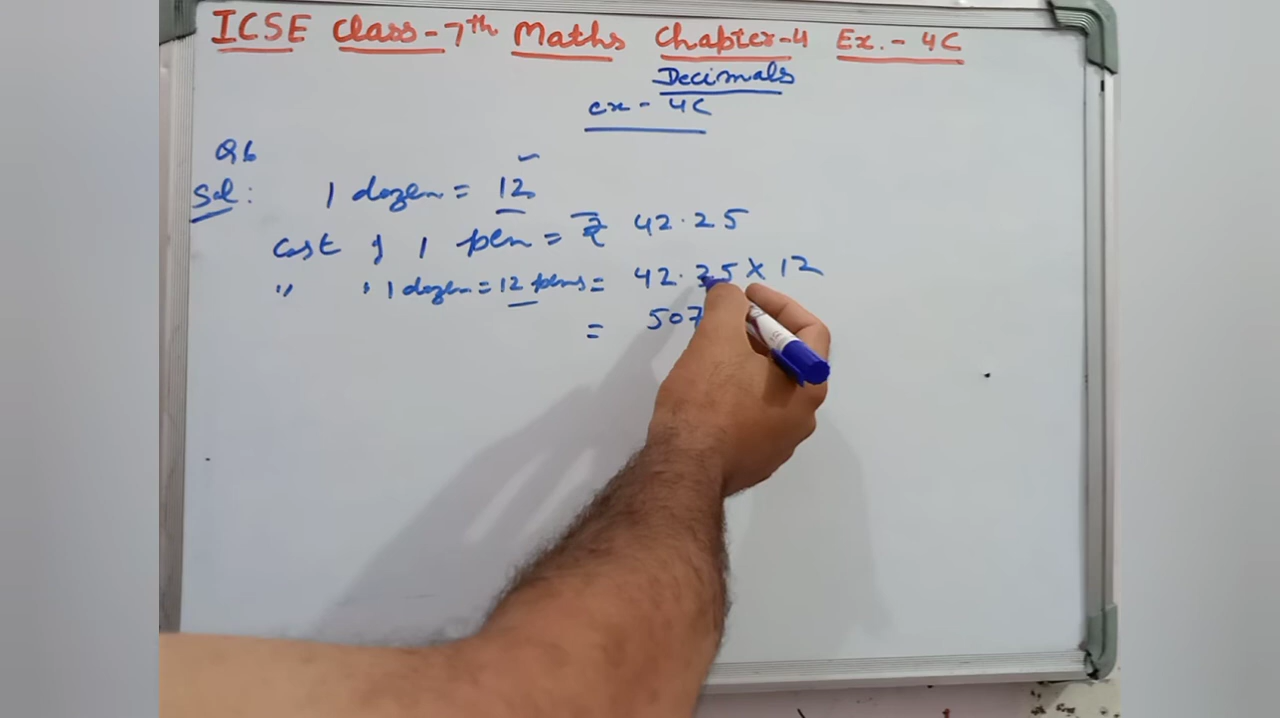 ICSE Class-7th Maths Chapter-4 Ex.- 4C
Decimals
ex - 4C
Q6
Sol: 1 dozen = 12
Cost of 1 pen = ₹ 42.25
" " 1 dozen = 12 pens = 42.25 X 12
= 507